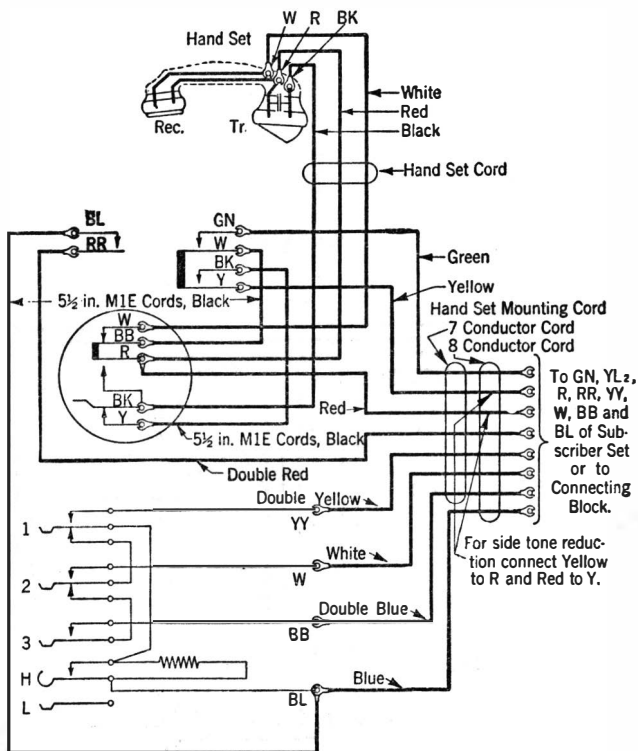 W R BK
Hand Set
White
Red
Black
Rec. Tr.
Hand Set Cord
BL
RR
GN
W
BK
Y
Green
Yellow
5½ in. M1E Cords, Black
Hand Set Mounting Cord
7 Conductor Cord
8 Conductor Cord
W
BB
R
BK
Y
Red
5½ in. M1E Cords, Black
Double Red
To GN, YL₂,
R, RR, YY,
W, BB and
BL of Sub-
scriber Set
or to
Connecting
Block.
Double Yellow
YY
1
White
W
2
For side tone reduc-
tion connect Yellow
to R and Red to Y.
Double Blue
BB
3
H
Blue
BL
L